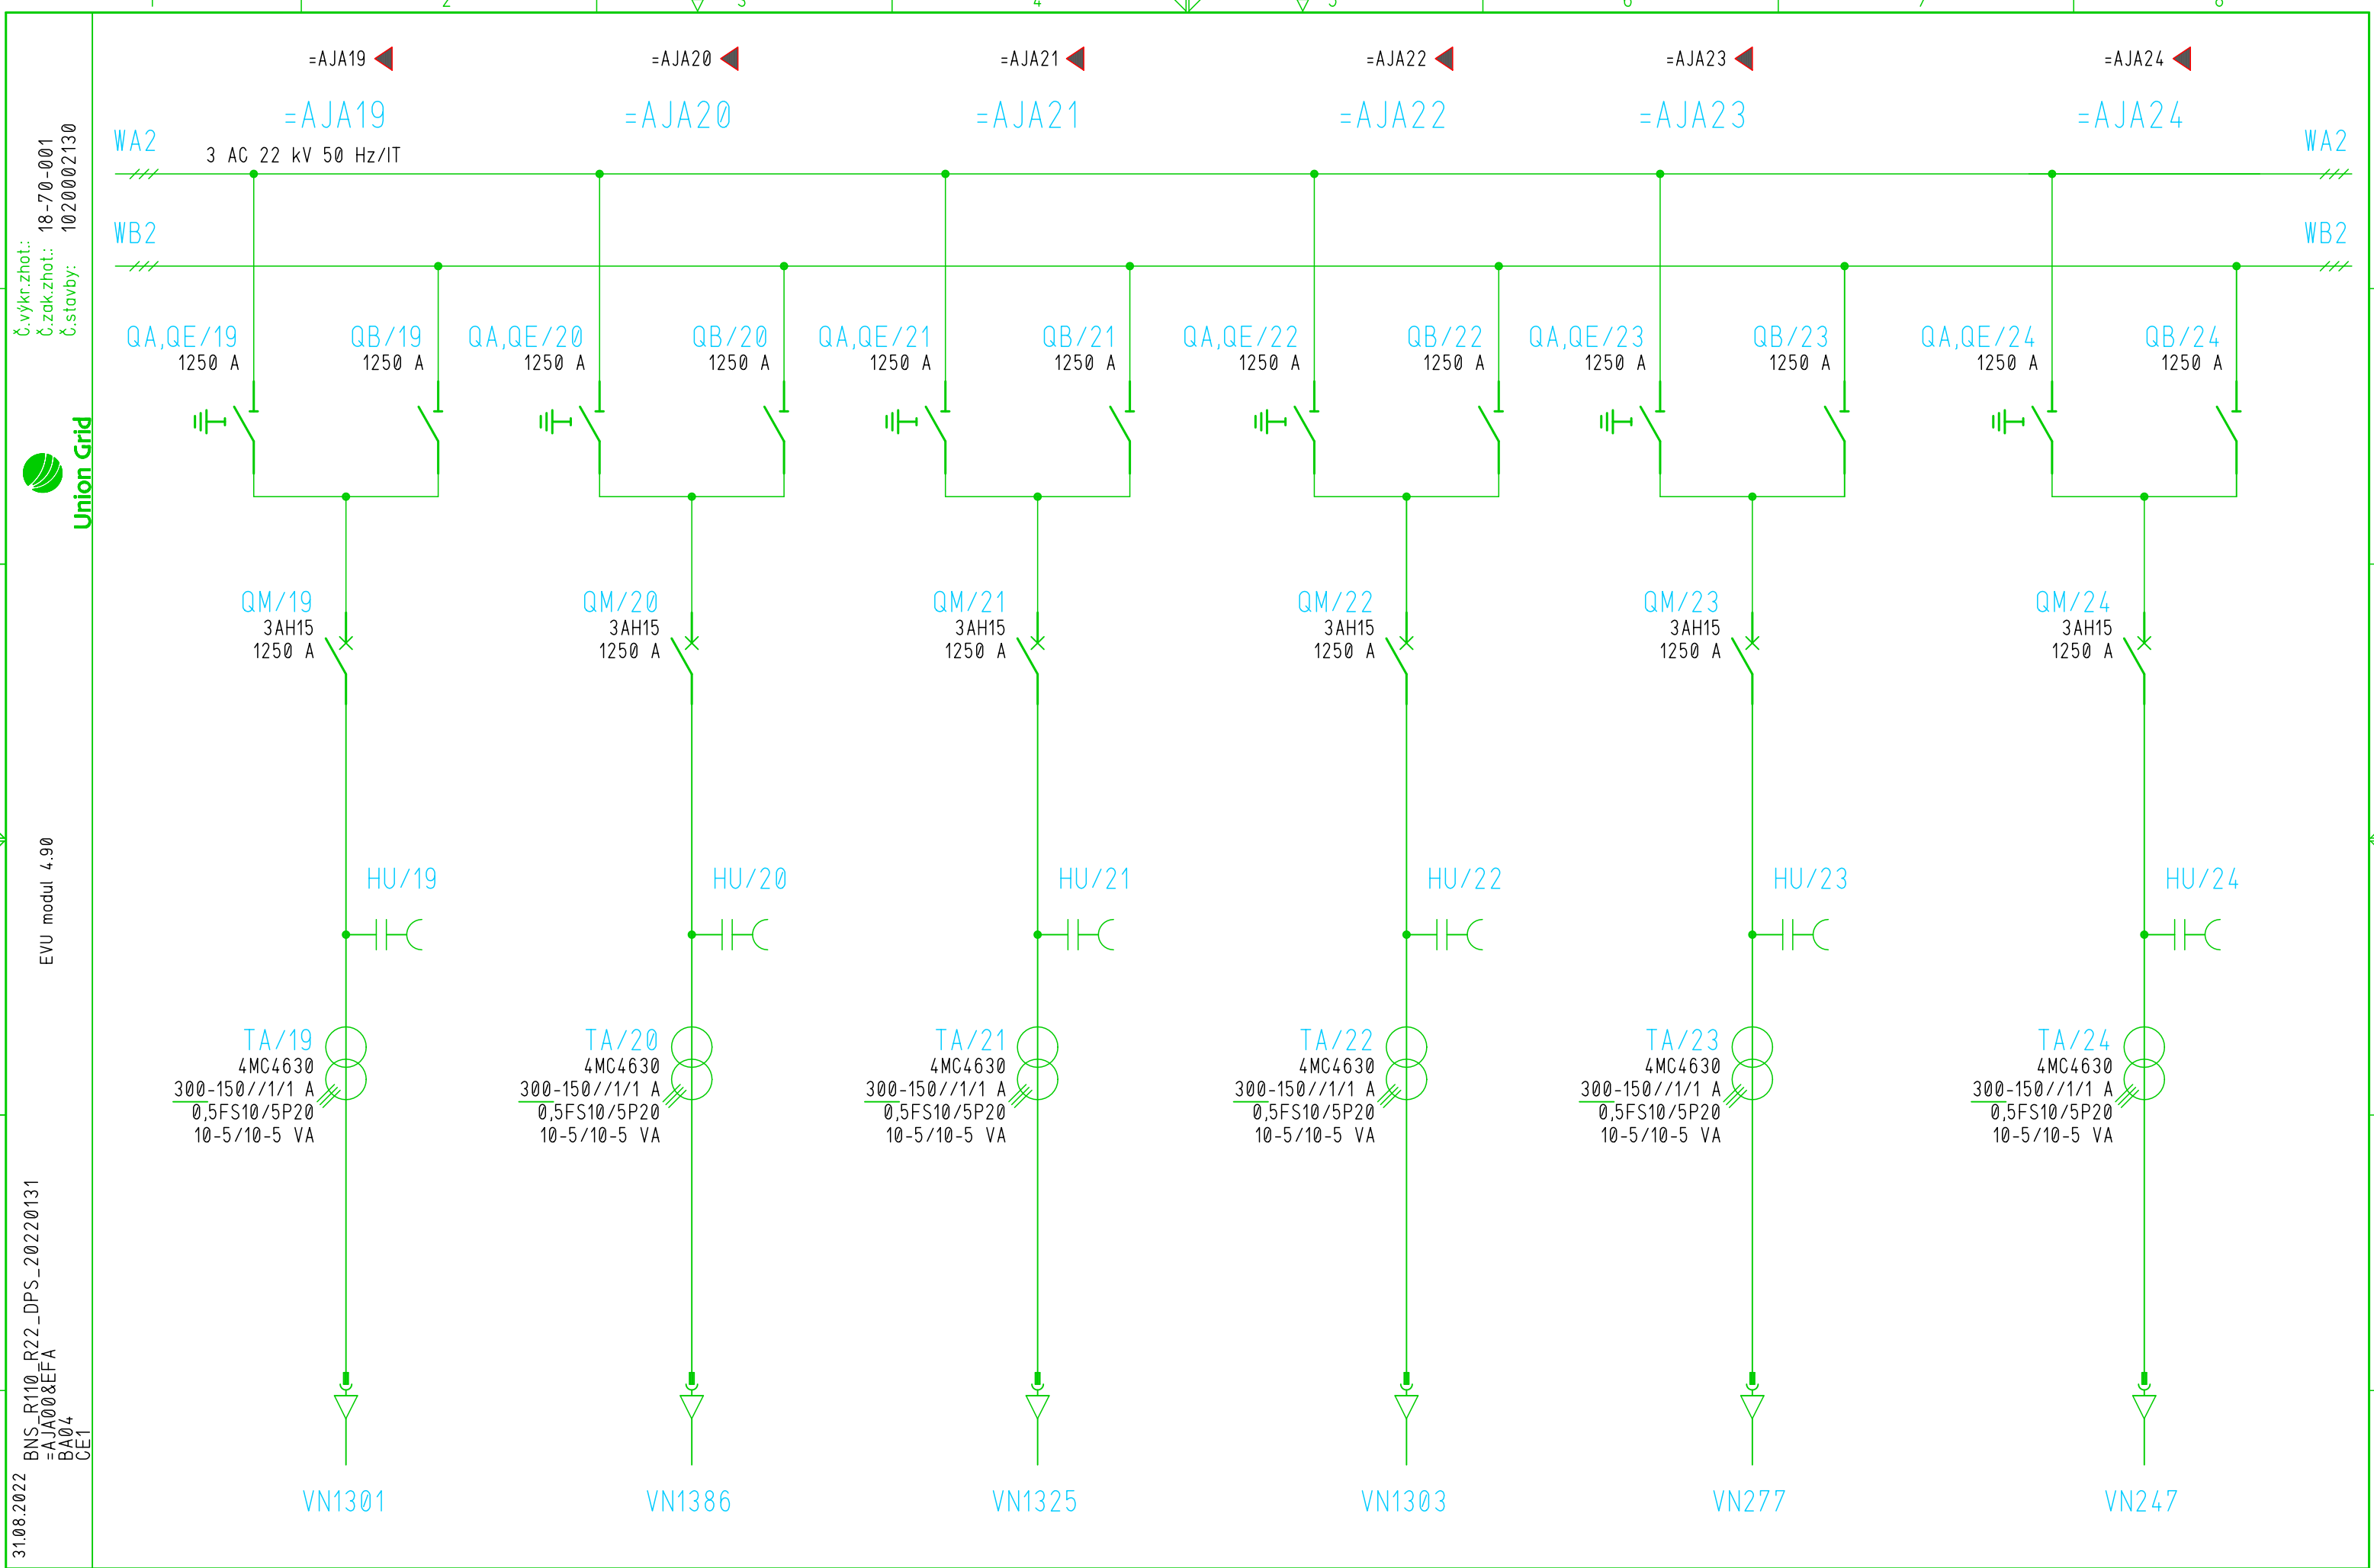 1 2 3 4 5 6 7 8
=AJA19 =AJA20 =AJA21 =AJA22 =AJA23 =AJA24
=AJA19 =AJA20 =AJA21 =AJA22 =AJA23 =AJA24
WA2 WA2
3 AC 22 kV 50 Hz/IT
WB2 WB2
QA,QE/19 QB/19 QA,QE/20 QB/20 QA,QE/21 QB/21 QA,QE/22 QB/22 QA,QE/23 QB/23 QA,QE/24 QB/24
1250 A 1250 A 1250 A 1250 A 1250 A 1250 A 1250 A 1250 A 1250 A 1250 A 1250 A 1250 A
QM/19 QM/20 QM/21 QM/22 QM/23 QM/24
3AH15 3AH15 3AH15 3AH15 3AH15 3AH15
1250 A 1250 A 1250 A 1250 A 1250 A 1250 A
HU/19 HU/20 HU/21 HU/22 HU/23 HU/24
TA/19 TA/20 TA/21 TA/22 TA/23 TA/24
4MC4630 4MC4630 4MC4630 4MC4630 4MC4630 4MC4630
300-150//1/1 A 300-150//1/1 A 300-150//1/1 A 300-150//1/1 A 300-150//1/1 A 300-150//1/1 A
0,5FS10/5P20 0,5FS10/5P20 0,5FS10/5P20 0,5FS10/5P20 0,5FS10/5P20 0,5FS10/5P20
10-5/10-5 VA 10-5/10-5 VA 10-5/10-5 VA 10-5/10-5 VA 10-5/10-5 VA 10-5/10-5 VA
VN1301 VN1386 VN1325 VN1303 VN277 VN247
Č.výkr.zhot.:
Č.zak.zhot.: 18-70-001
Č.stavby: 1020002130
Union Grid
EVU modul 4.90
BNS_R110_R22_DPS_20220131
=AJA00&EFA
BA04
CE1
31.08.2022